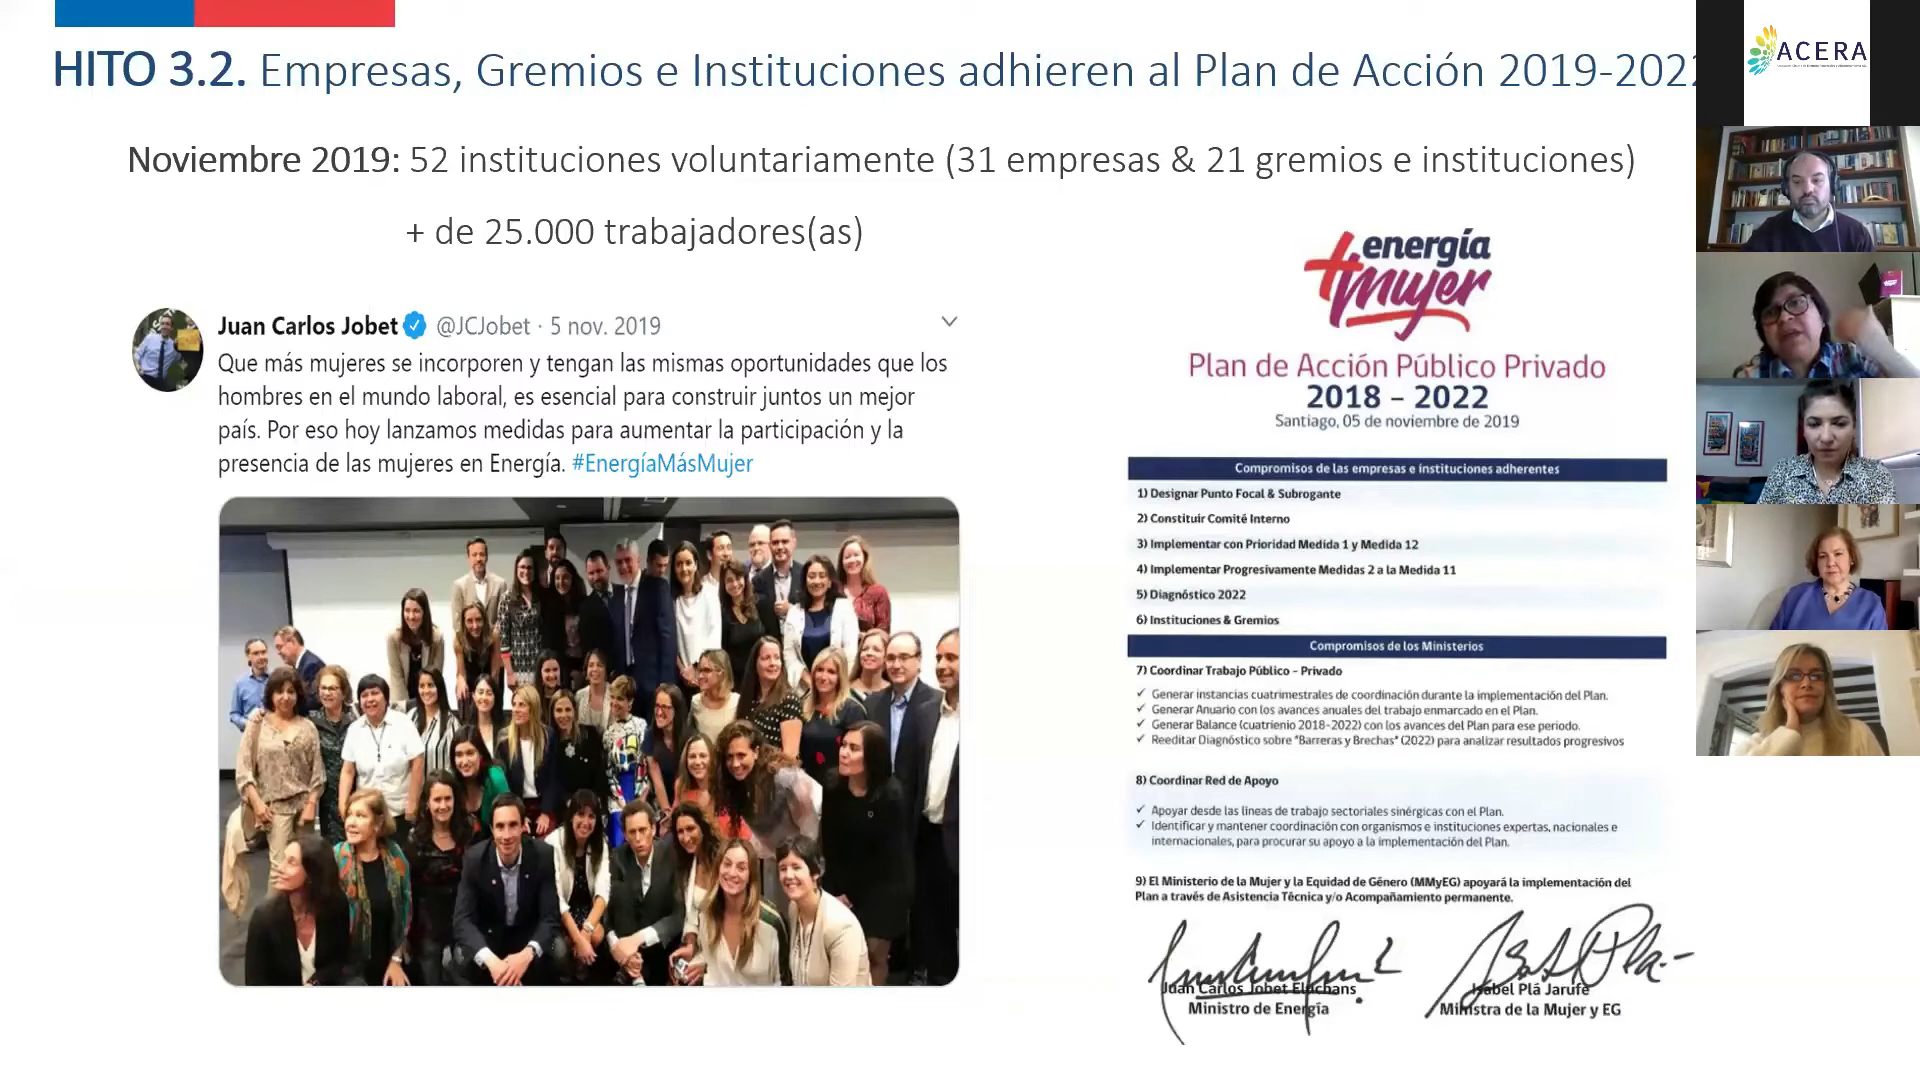 HITO 3.2. Empresas, Gremios e Instituciones adhieren al Plan de Acción 2019-202
Noviembre 2019: 52 instituciones voluntariamente (31 empresas & 21 gremios e instituciones)
+ de 25.000 trabajadores(as)
Juan Carlos Jobet @JCJobet · 5 nov. 2019
Que más mujeres se incorporen y tengan las mismas oportunidades que los
hombres en el mundo laboral, es esencial para construir juntos un mejor
país. Por eso hoy lanzamos medidas para aumentar la participación y la
presencia de las mujeres en Energía. #EnergíaMásMujer
energía
+mujer
Plan de Acción Público Privado
2018 – 2022
Santiago, 05 de noviembre de 2019
Compromisos de las empresas e instituciones adherentes
1) Designar Punto Focal & Subrogante
2) Constituir Comité Interno
3) Implementar con Prioridad Medida 1 y Medida 12
4) Implementar Progresivamente Medidas 2 a la Medida 11
5) Diagnóstico 2022
6) Instituciones & Gremios
Compromisos de los Ministerios
7) Coordinar Trabajo Público – Privado
✓ Generar instancias cuatrimestrales de coordinación durante la implementación del Plan.
✓ Generar Anuario con los avances anuales del trabajo enmarcado en el Plan.
✓ Generar Balance (cuatrienio 2018-2022) con los avances del Plan para ese periodo.
✓ Reeditar Diagnóstico sobre "Barreras y Brechas" (2022) para analizar resultados progresivos
8) Coordinar Red de Apoyo
✓ Apoyar desde las líneas de trabajo sectoriales sinérgicas con el Plan.
✓ Identificar y mantener coordinación con organismos e instituciones expertas, nacionales e
internacionales, para procurar su apoyo a la implementación del Plan.
9) El Ministerio de la Mujer y la Equidad de Género (MMyEG) apoyará la implementación del
Plan a través de Asistencia Técnica y/o Acompañamiento permanente.
Juan Carlos Jobet Eluchans
Ministro de Energía
Isabel Plá Jarufe
Ministra de la Mujer y EG
ACERA